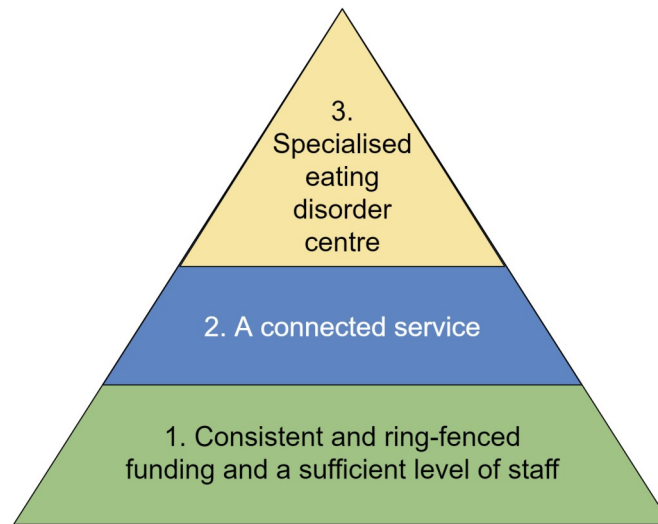 3.
Specialised
eating
disorder
centre
2. A connected service
1. Consistent and ring-fenced
funding and a sufficient level of staff